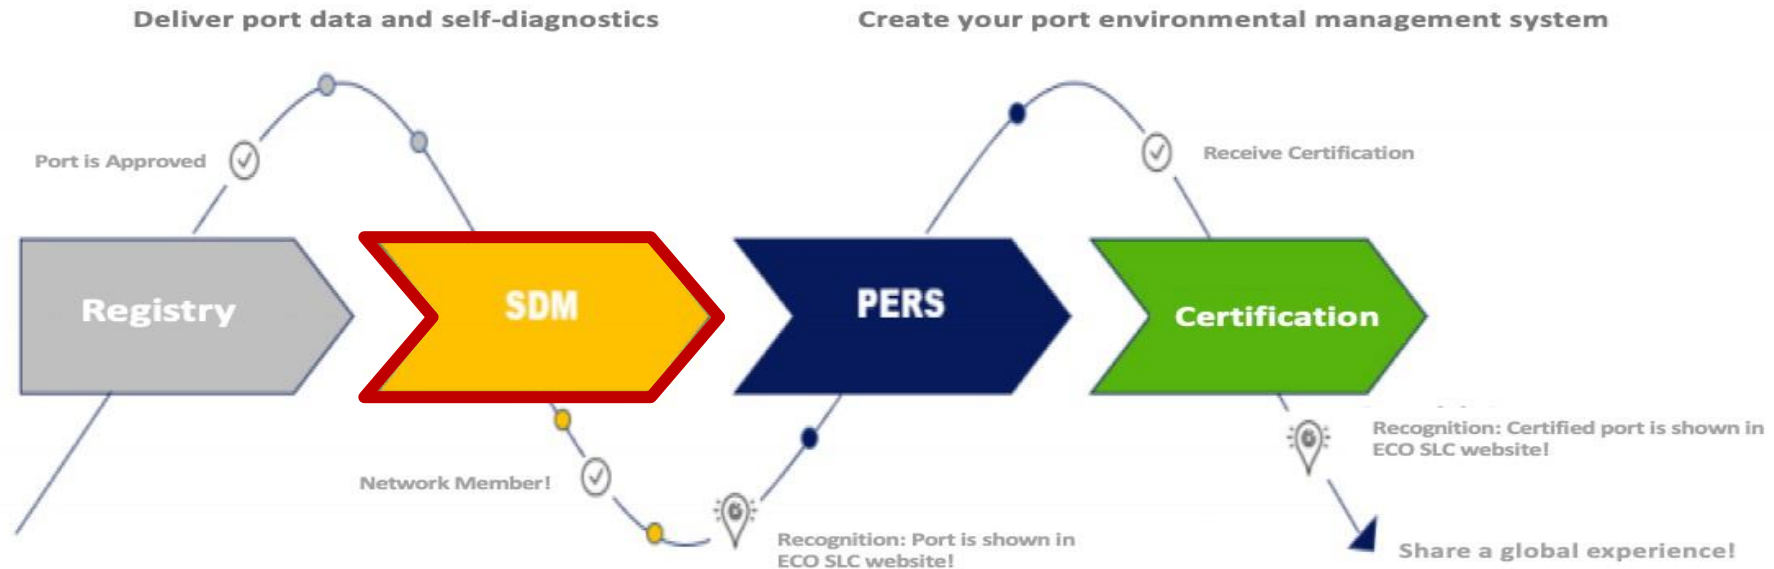 Deliver port data and self-diagnostics
Create your port environmental management system
Port is Approved
Receive Certification
Registry
SDM
PERS
Certification
Network Member!
Recognition: Port is shown in
ECO SLC website!
Recognition: Certified port is shown in
ECO SLC website!
Share a global experience!